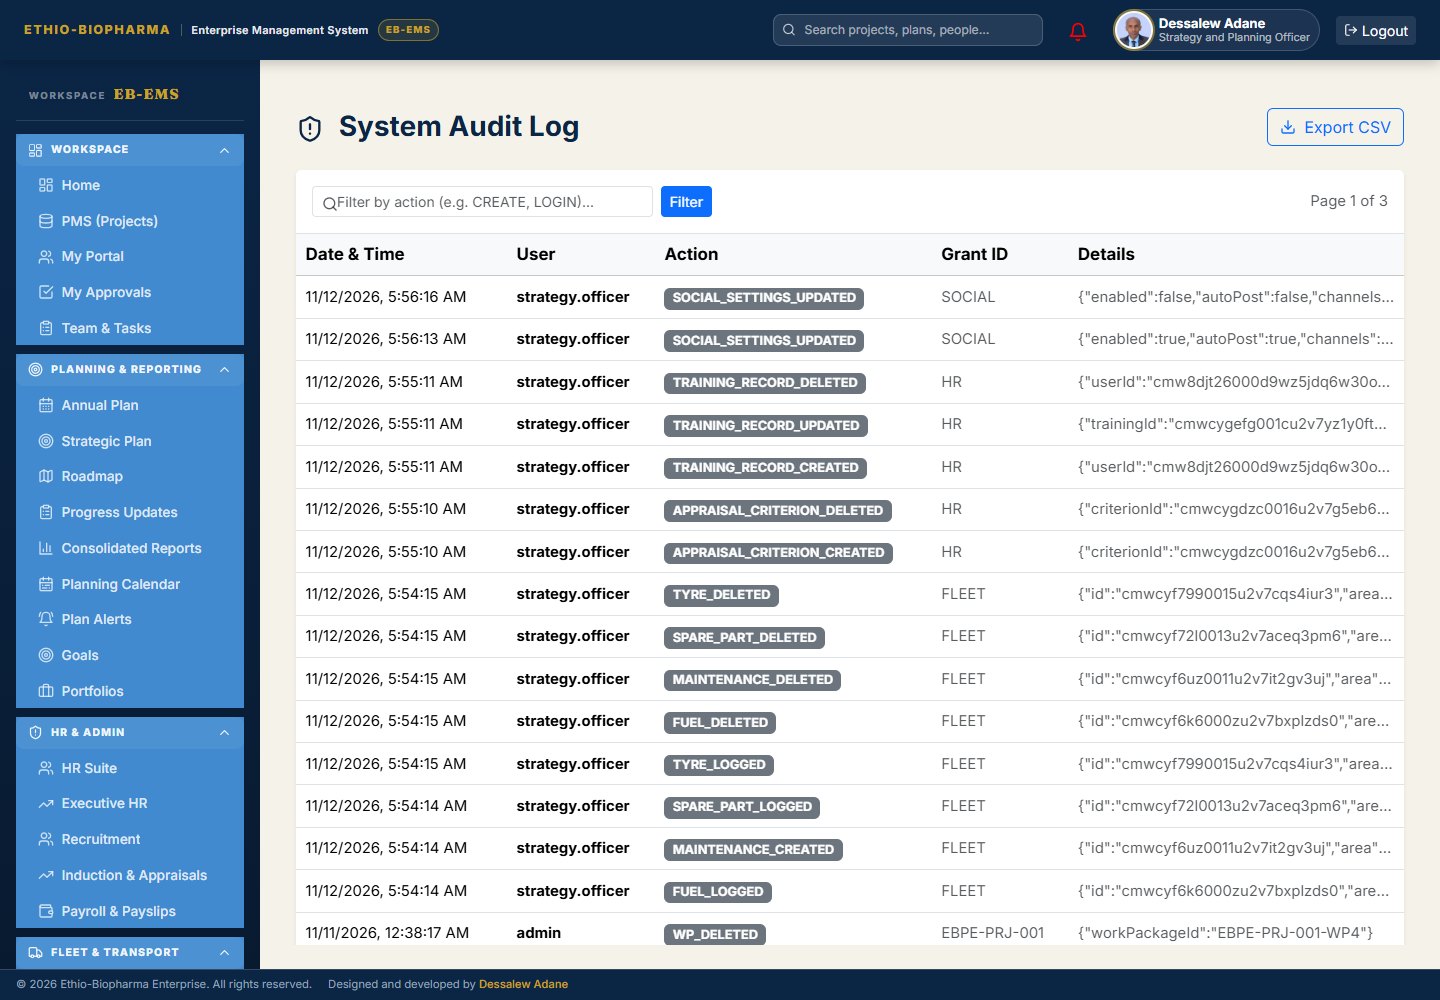 ETHIO-BIOPHARMA | Enterprise Management System EB-EMS
Search projects, plans, people...
Dessalew Adane
Strategy and Planning Officer
Logout
WORKSPACE EB-EMS
WORKSPACE
Home
PMS (Projects)
My Portal
My Approvals
Team & Tasks
PLANNING & REPORTING
Annual Plan
Strategic Plan
Roadmap
Progress Updates
Consolidated Reports
Planning Calendar
Plan Alerts
Goals
Portfolios
HR & ADMIN
HR Suite
Executive HR
Recruitment
Induction & Appraisals
Payroll & Payslips
FLEET & TRANSPORT
System Audit Log
Export CSV
Filter by action (e.g. CREATE, LOGIN)... Filter Page 1 of 3
Date & Time User Action Grant ID Details
11/12/2026, 5:56:16 AM strategy.officer SOCIAL_SETTINGS_UPDATED SOCIAL {"enabled":false,"autoPost":false,"channels...
11/12/2026, 5:56:13 AM strategy.officer SOCIAL_SETTINGS_UPDATED SOCIAL {"enabled":true,"autoPost":true,"channels":...
11/12/2026, 5:55:11 AM strategy.officer TRAINING_RECORD_DELETED HR {"userId":"cmw8djt26000d9wz5jdq6w30o...
11/12/2026, 5:55:11 AM strategy.officer TRAINING_RECORD_UPDATED HR {"trainingId":"cmwcygefg001cu2v7yz1y0ft...
11/12/2026, 5:55:11 AM strategy.officer TRAINING_RECORD_CREATED HR {"userId":"cmw8djt26000d9wz5jdq6w30o...
11/12/2026, 5:55:10 AM strategy.officer APPRAISAL_CRITERION_DELETED HR {"criterionId":"cmwcygdzc0016u2v7g5eb6...
11/12/2026, 5:55:10 AM strategy.officer APPRAISAL_CRITERION_CREATED HR {"criterionId":"cmwcygdzc0016u2v7g5eb6...
11/12/2026, 5:54:15 AM strategy.officer TYRE_DELETED FLEET {"id":"cmwcyf7990015u2v7cqs4iur3","area...
11/12/2026, 5:54:15 AM strategy.officer SPARE_PART_DELETED FLEET {"id":"cmwcyf72l0013u2v7aceq3pm6","are...
11/12/2026, 5:54:15 AM strategy.officer MAINTENANCE_DELETED FLEET {"id":"cmwcyf6uz0011u2v7it2gv3uj","area"...
11/12/2026, 5:54:15 AM strategy.officer FUEL_DELETED FLEET {"id":"cmwcyf6k6000zu2v7bxplzds0","are...
11/12/2026, 5:54:15 AM strategy.officer TYRE_LOGGED FLEET {"id":"cmwcyf7990015u2v7cqs4iur3","area...
11/12/2026, 5:54:14 AM strategy.officer SPARE_PART_LOGGED FLEET {"id":"cmwcyf72l0013u2v7aceq3pm6","are...
11/12/2026, 5:54:14 AM strategy.officer MAINTENANCE_CREATED FLEET {"id":"cmwcyf6uz0011u2v7it2gv3uj","area"...
11/12/2026, 5:54:14 AM strategy.officer FUEL_LOGGED FLEET {"id":"cmwcyf6k6000zu2v7bxplzds0","are...
11/11/2026, 12:38:17 AM admin WP_DELETED EBPE-PRJ-001 {"workPackageId":"EBPE-PRJ-001-WP4"}
© 2026 Ethio-Biopharma Enterprise. All rights reserved. Designed and developed by Dessalew Adane